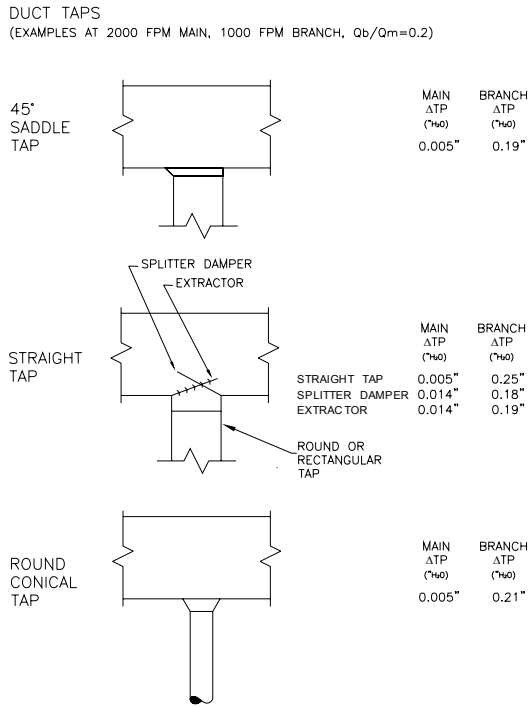 DUCT TAPS
(EXAMPLES AT 2000 FPM MAIN, 1000 FPM BRANCH, Qb/Qm=0.2)
45°
SADDLE
TAP
MAIN BRANCH
ΔTP ΔTP
("H₂O) ("H₂O)
0.005" 0.19"
SPLITTER DAMPER
EXTRACTOR
STRAIGHT
TAP
MAIN BRANCH
ΔTP ΔTP
("H₂O) ("H₂O)
STRAIGHT TAP 0.005" 0.25"
SPLITTER DAMPER 0.014" 0.18"
EXTRACTOR 0.014" 0.19"
ROUND OR
RECTANGULAR
TAP
ROUND
CONICAL
TAP
MAIN BRANCH
ΔTP ΔTP
("H₂O) ("H₂O)
0.005" 0.21"